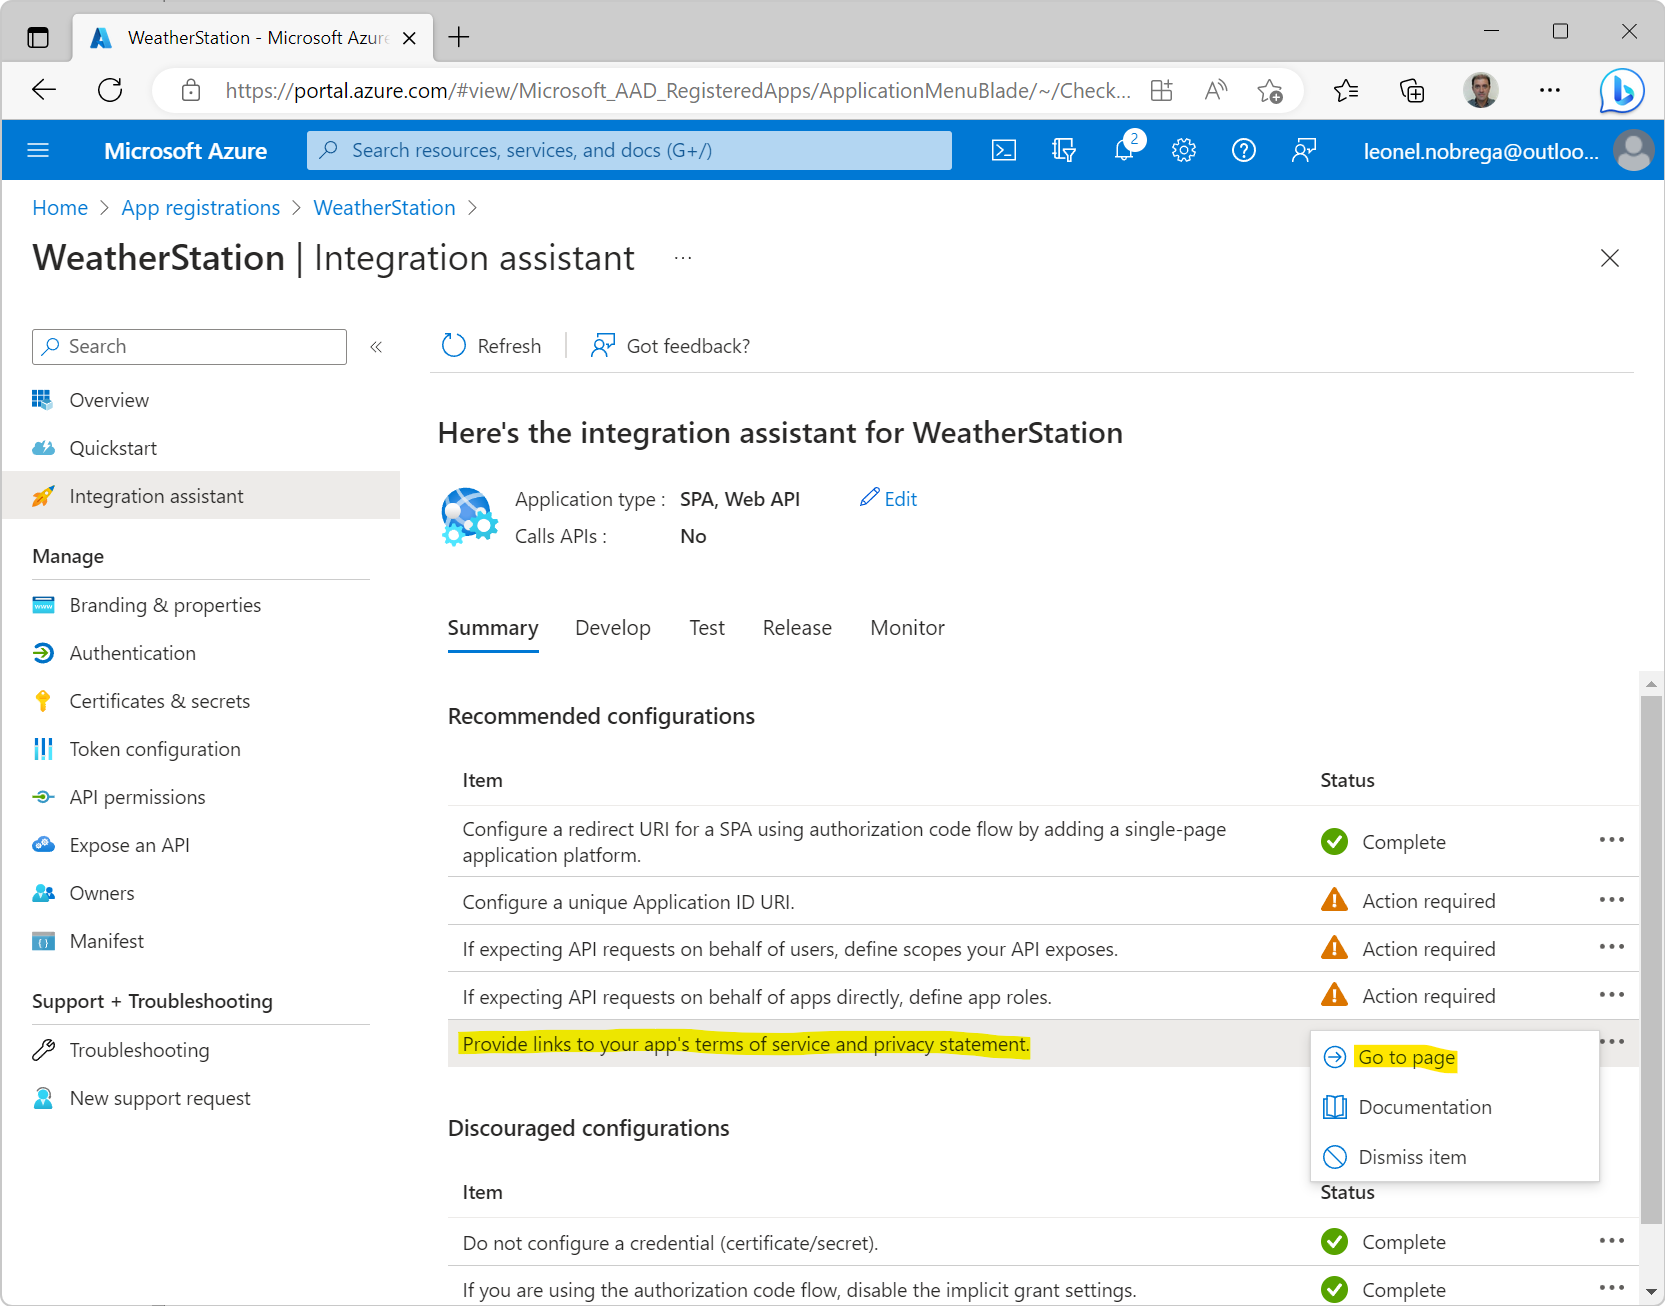 WeatherStation - Microsoft Azure
https://portal.azure.com/#view/Microsoft_AAD_RegisteredApps/ApplicationMenuBlade/~/Check...
Microsoft Azure
Search resources, services, and docs (G+/)
2
leonel.nobrega@outloo...
Home > App registrations > WeatherStation >
WeatherStation | Integration assistant ...
Search
«
Overview
Quickstart
Integration assistant
Manage
Branding & properties
Authentication
Certificates & secrets
Token configuration
API permissions
Expose an API
Owners
Manifest
Support + Troubleshooting
Troubleshooting
New support request
Refresh
Got feedback?
Here's the integration assistant for WeatherStation
Application type : SPA, Web API
Edit
Calls APIs : No
Summary Develop Test Release Monitor
Recommended configurations
Item Status
Configure a redirect URI for a SPA using authorization code flow by adding a single-page
application platform.
Complete
Configure a unique Application ID URI. Action required
If expecting API requests on behalf of users, define scopes your API exposes. Action required
If expecting API requests on behalf of apps directly, define app roles. Action required
Provide links to your app's terms of service and privacy statement.
Go to page
Documentation
Dismiss item
Discouraged configurations
Item Status
Do not configure a credential (certificate/secret). Complete
If you are using the authorization code flow, disable the implicit grant settings. Complete